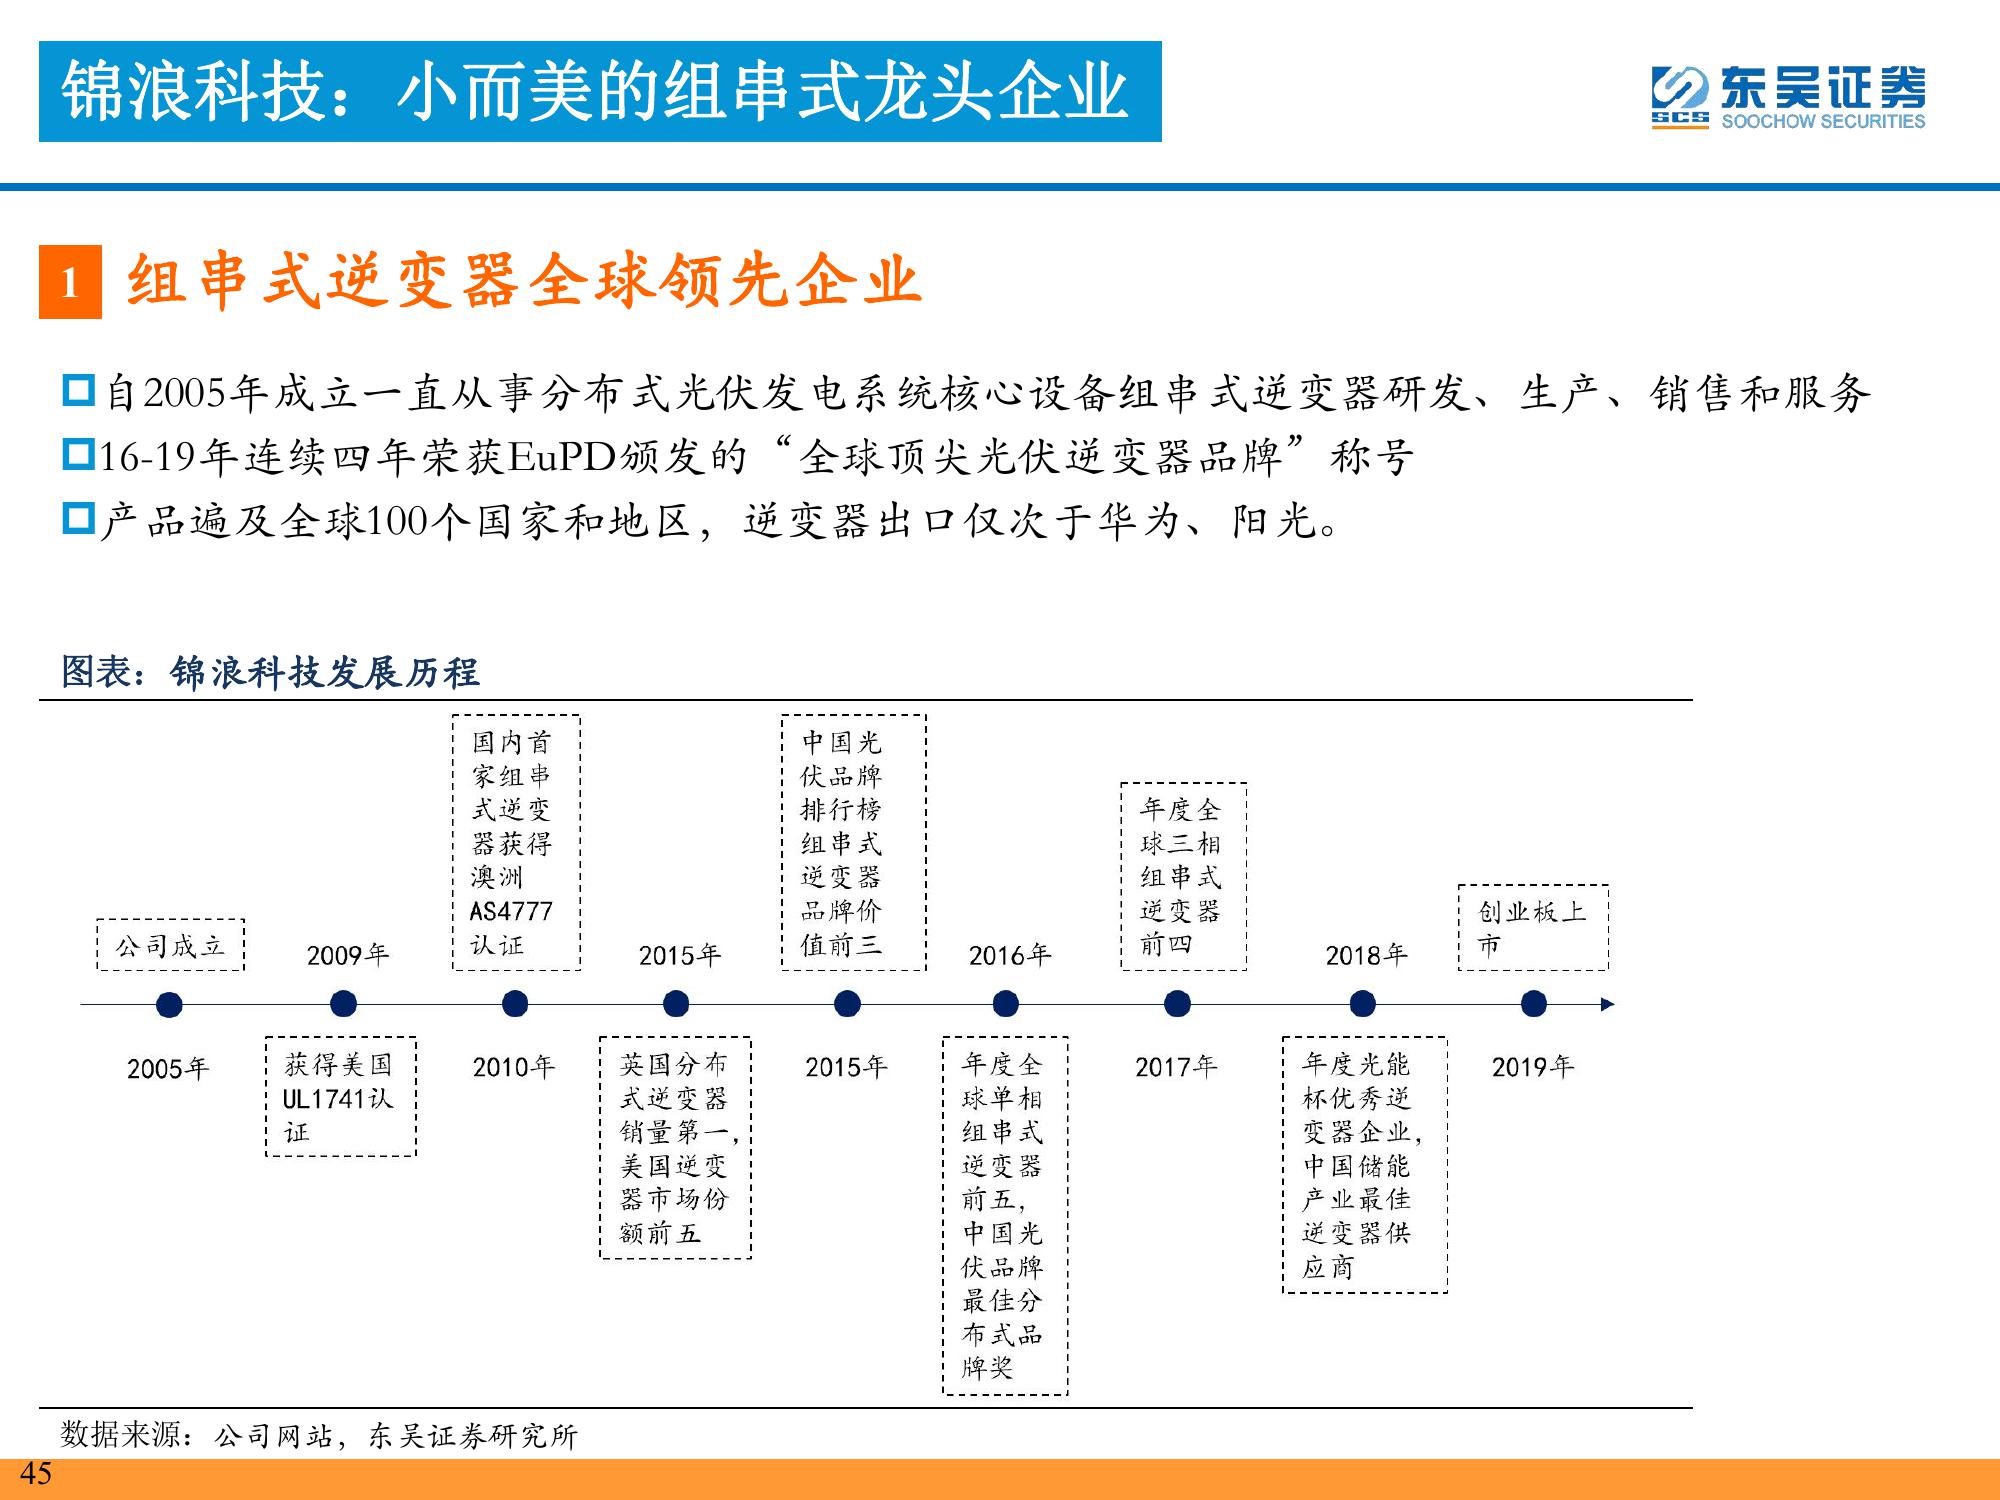 锦浪科技：小而美的组串式龙头企业
东吴证券
SCS
SOOCHOW SECURITIES
1
组串式逆变器全球领先企业
自2005年成立一直从事分布式光伏发电系统核心设备组串式逆变器研发、生产、销售和服务
16-19年连续四年荣获EuPD颁发的“全球顶尖光伏逆变器品牌”称号
产品遍及全球100个国家和地区，逆变器出口仅次于华为、阳光。
图表：锦浪科技发展历程
公司成立
2005年
2009年
获得美国
UL1741认
证
国内首
家组串
式逆变
器获得
澳洲
AS4777
认证
2010年
2015年
英国分布
式逆变器
销量第一，
美国逆变
器市场份
额前五
中国光
伏品牌
排行榜
组串式
逆变器
品牌价
值前三
2015年
2016年
年度全
球单相
组串式
逆变器
前五，
中国光
伏品牌
最佳分
布式品
牌奖
年度全
球三相
组串式
逆变器
前四
2017年
2018年
年度光能
杯优秀逆
变器企业，
中国储能
产业最佳
逆变器供
应商
创业板上
市
2019年
数据来源：公司网站，东吴证券研究所
45